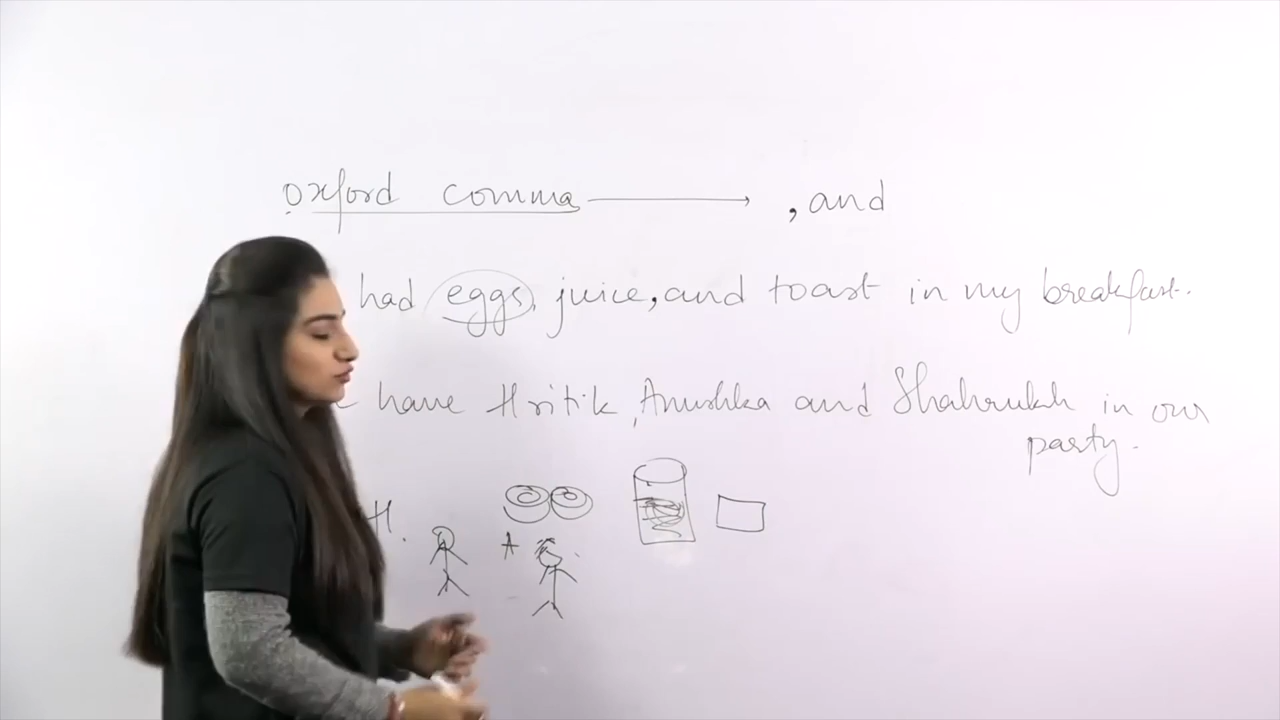 Oxford comma → , and
had eggs, juice, and toast in my breakfast.
have Hritik, Anushka and Shahrukh in our
party.
H.
A